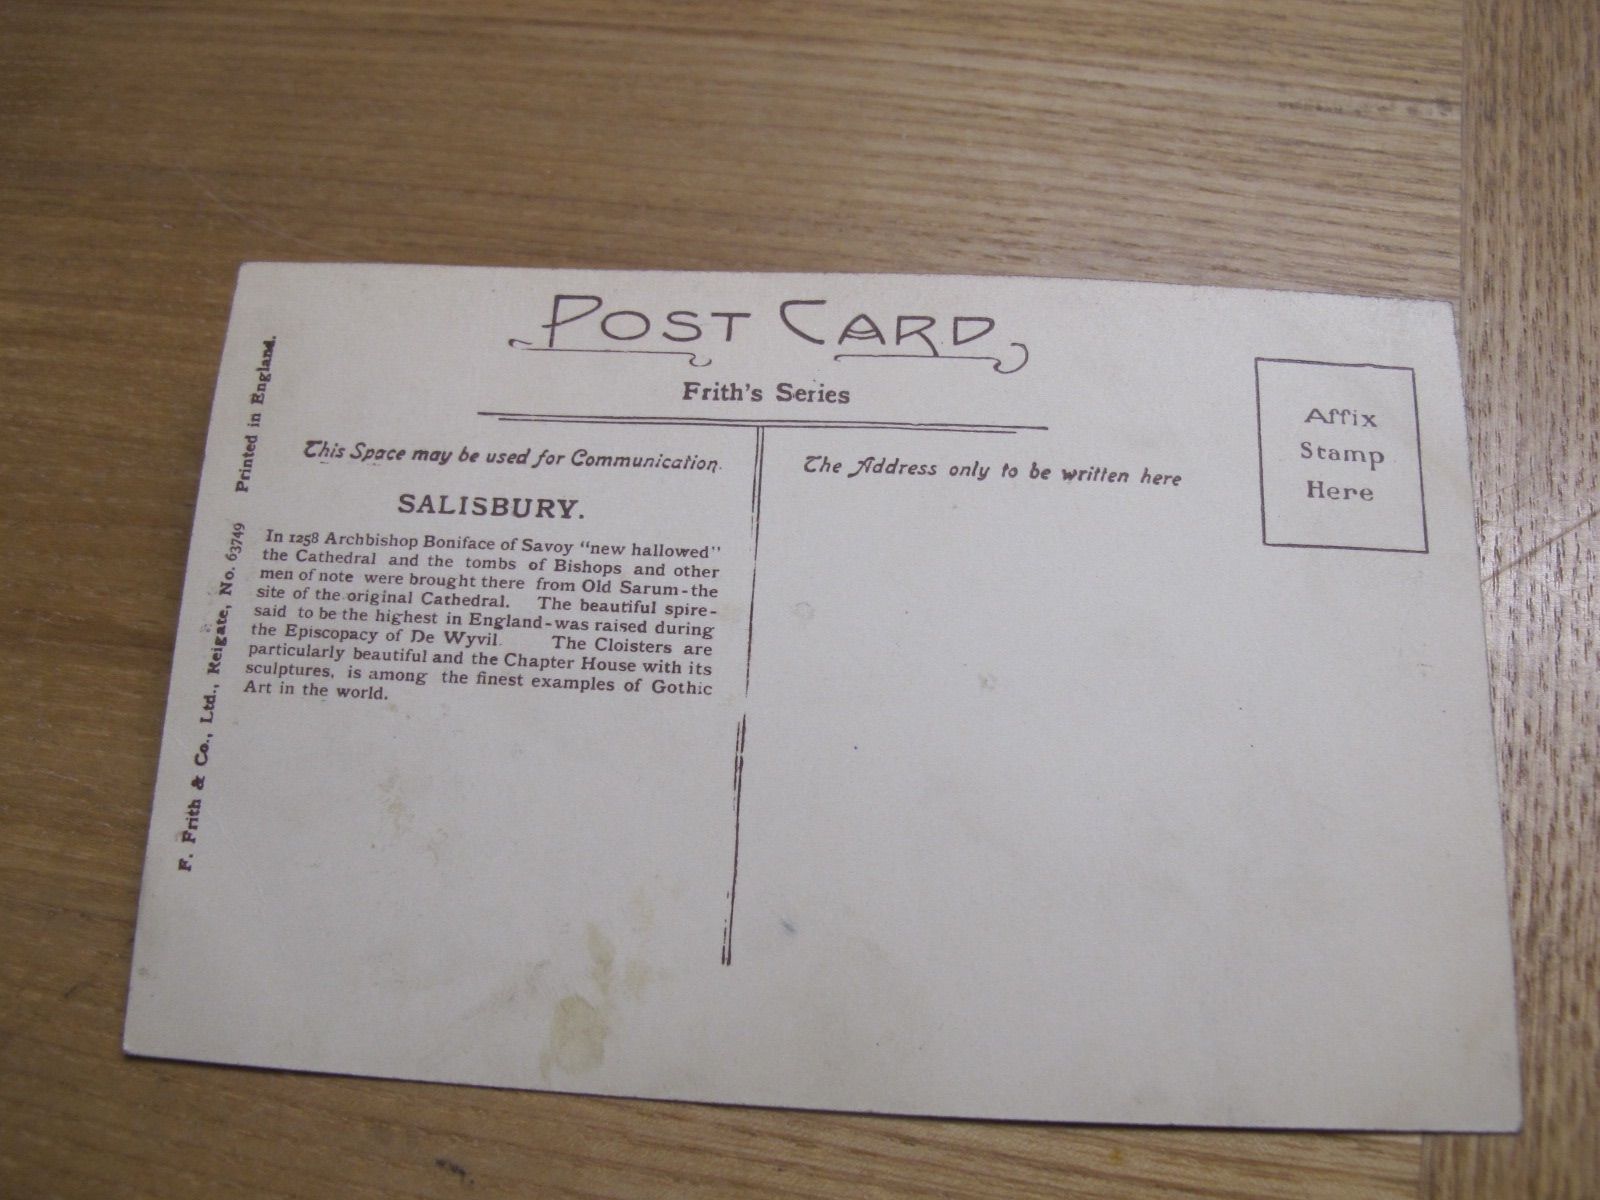 POST CARD
Frith's Series
This Space may be used for Communication.
The Address only to be written here
Affix
Stamp
Here
SALISBURY.
In 1258 Archbishop Boniface of Savoy "new hallowed"
the Cathedral and the tombs of Bishops and other
men of note were brought there from Old Sarum-the
site of the original Cathedral. The beautiful spire-
said to be the highest in England-was raised during
the Episcopacy of De Wyvil. The Cloisters are
particularly beautiful and the Chapter House with its
sculptures, is among the finest examples of Gothic
Art in the world.
F. Frith & Co., Ltd., Reigate, No. 63749 Printed in England.